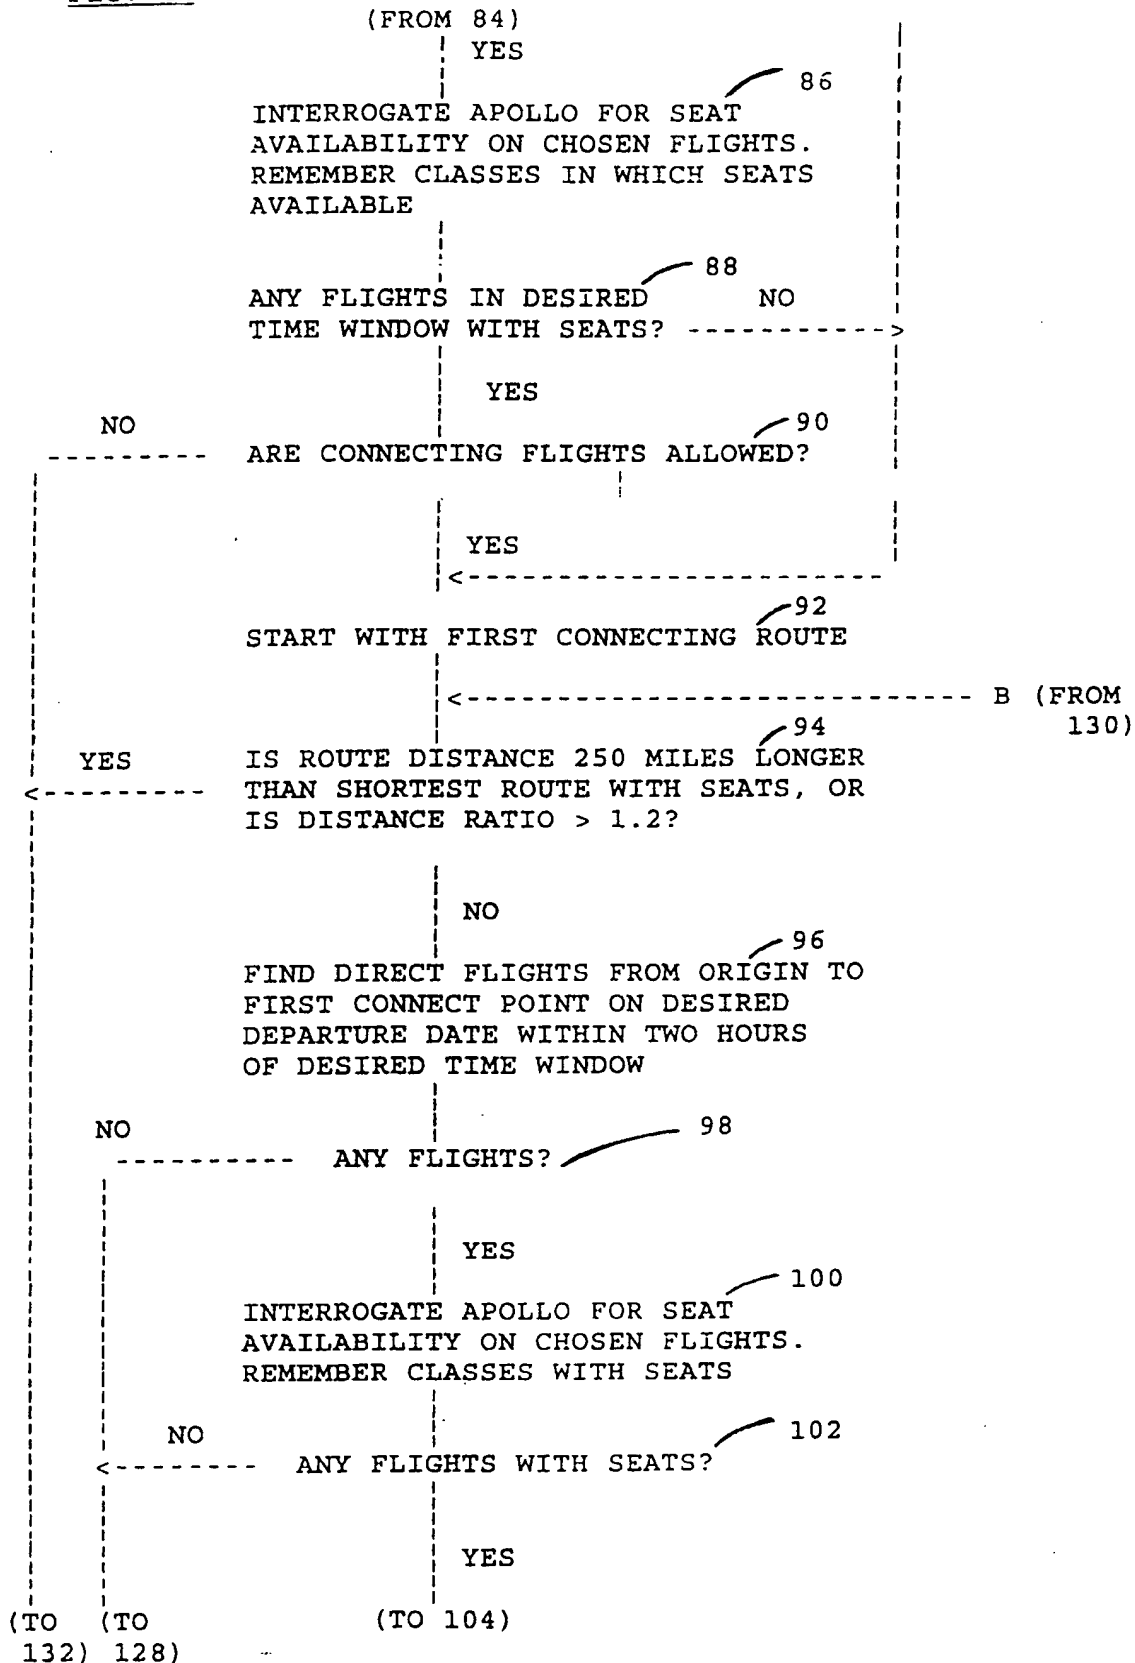 (FROM 84)
YES
86
INTERROGATE APOLLO FOR SEAT
AVAILABILITY ON CHOSEN FLIGHTS.
REMEMBER CLASSES IN WHICH SEATS
AVAILABLE
88
ANY FLIGHTS IN DESIRED NO
TIME WINDOW WITH SEATS? ----------->
YES
NO
90
--------- ARE CONNECTING FLIGHTS ALLOWED?
YES
<-----------------------
92
START WITH FIRST CONNECTING ROUTE
<---------------------------- B (FROM
130)
94
YES IS ROUTE DISTANCE 250 MILES LONGER
<--------- THAN SHORTEST ROUTE WITH SEATS, OR
IS DISTANCE RATIO > 1.2?
NO
96
FIND DIRECT FLIGHTS FROM ORIGIN TO
FIRST CONNECT POINT ON DESIRED
DEPARTURE DATE WITHIN TWO HOURS
OF DESIRED TIME WINDOW
NO 98
---------- ANY FLIGHTS?
YES
100
INTERROGATE APOLLO FOR SEAT
AVAILABILITY ON CHOSEN FLIGHTS.
REMEMBER CLASSES WITH SEATS
NO 102
<-------- ANY FLIGHTS WITH SEATS?
YES
(TO (TO (TO 104)
132) 128)